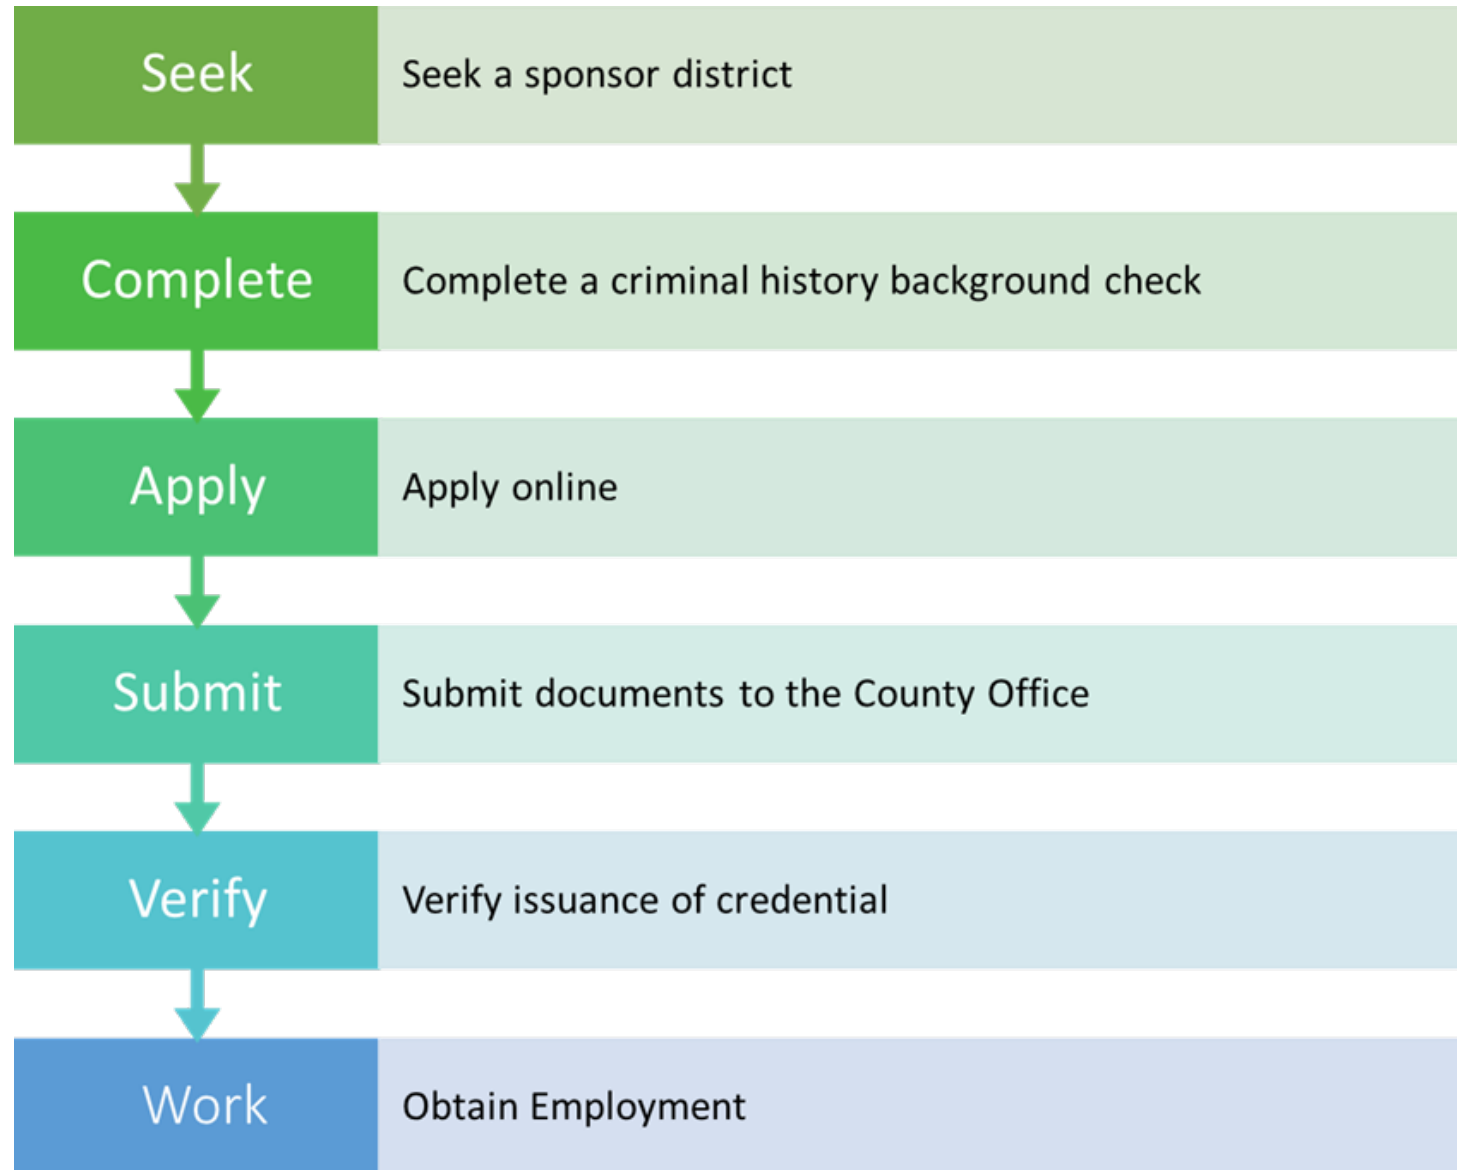 Seek
Seek a sponsor district
Complete
Complete a criminal history background check
Apply
Apply online
Submit
Submit documents to the County Office
Verify
Verify issuance of credential
Work
Obtain Employment